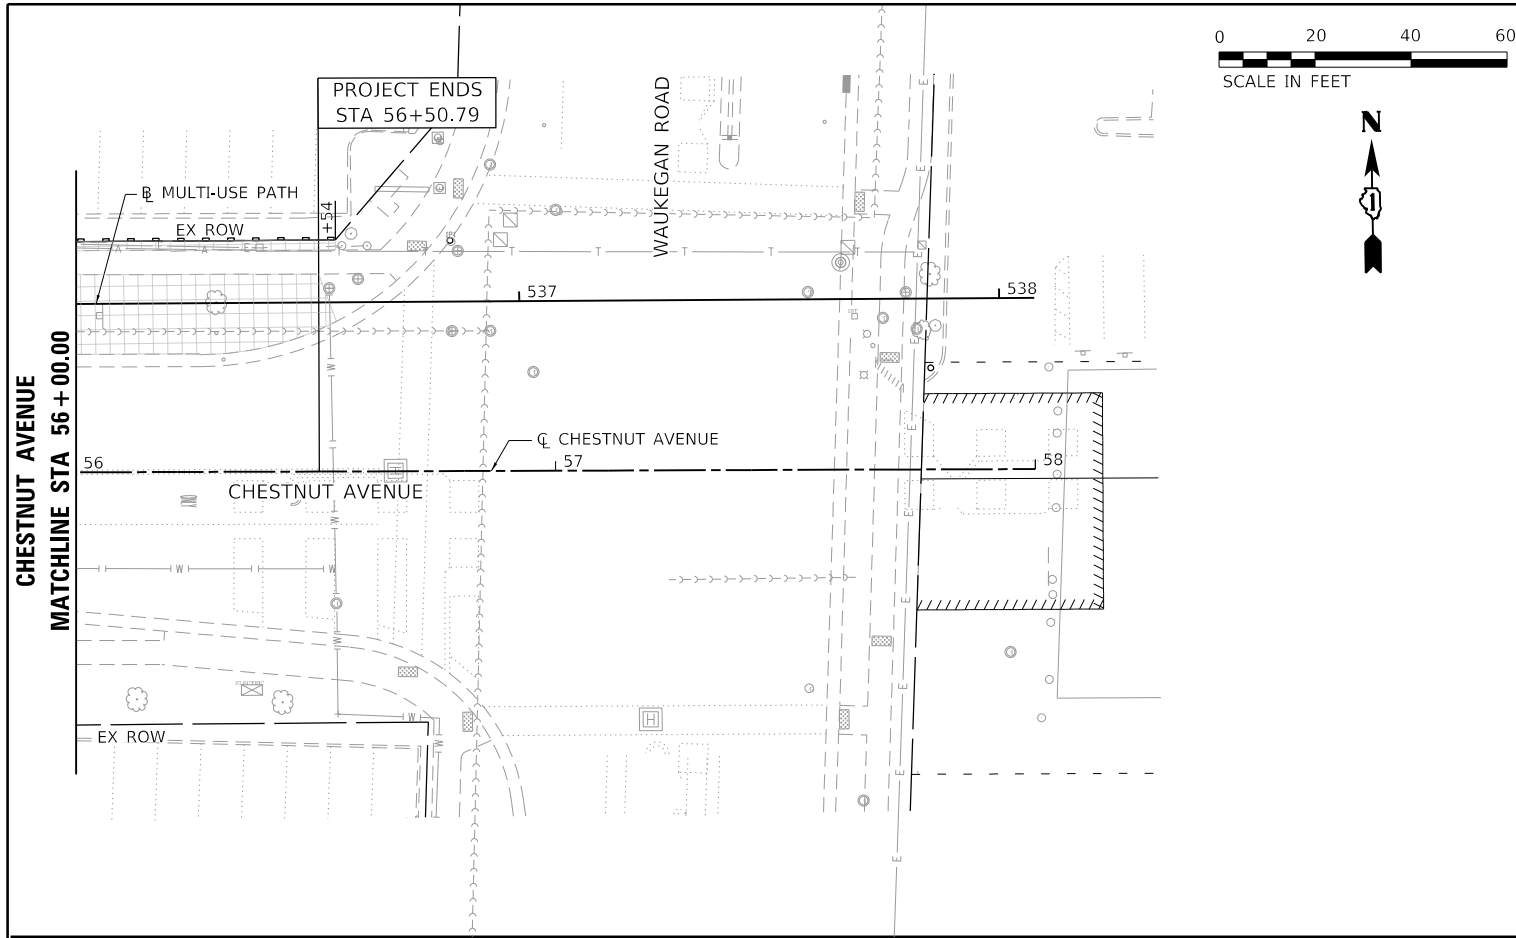 0 20 40 60
SCALE IN FEET
N
1
PROJECT ENDS
STA 56+50.79
WAUKEGAN ROAD
B̲L MULTI-USE PATH
+54
EX ROW
A A E
T T T T T T
537
538
CHESTNUT AVENUE
MATCHLINE STA 56+00.00
56
CL CHESTNUT AVENUE
57
58
CHESTNUT AVENUE
W W W W W W W
E E E E E E E E E E
ELECTRIC
H
EX ROW